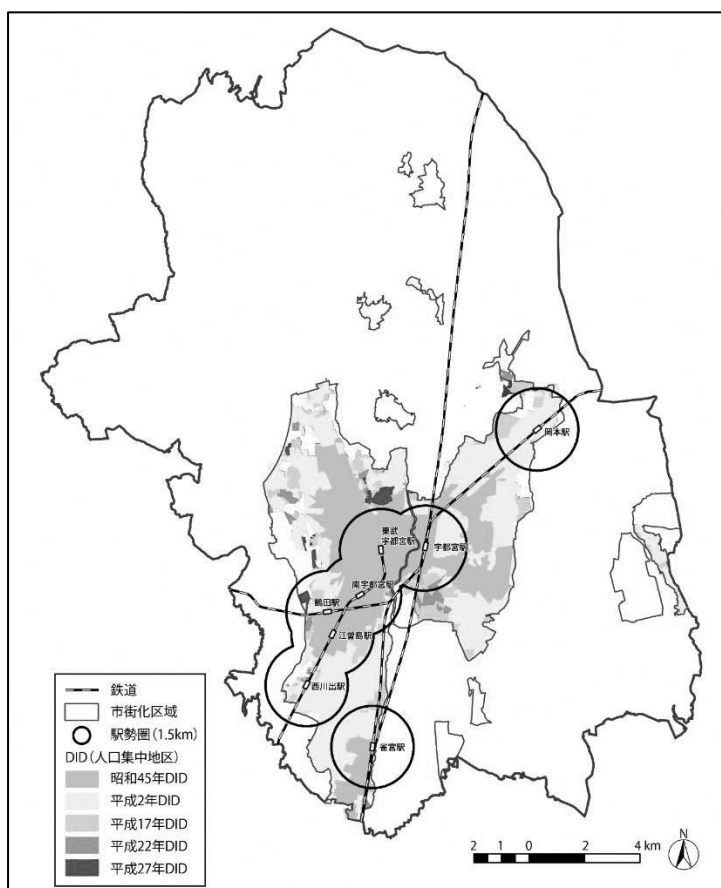 岡本駅
東武
宇都宮駅
宇都宮駅
南宇都宮駅
鶴田駅
江曽島駅
西川出駅
雀宮駅
鉄道
市街化区域
駅勢圏(1.5km)
DID(人口集中地区)
昭和45年DID
平成2年DID
平成17年DID
平成22年DID
平成27年DID
2 1 0 2 4 km
N